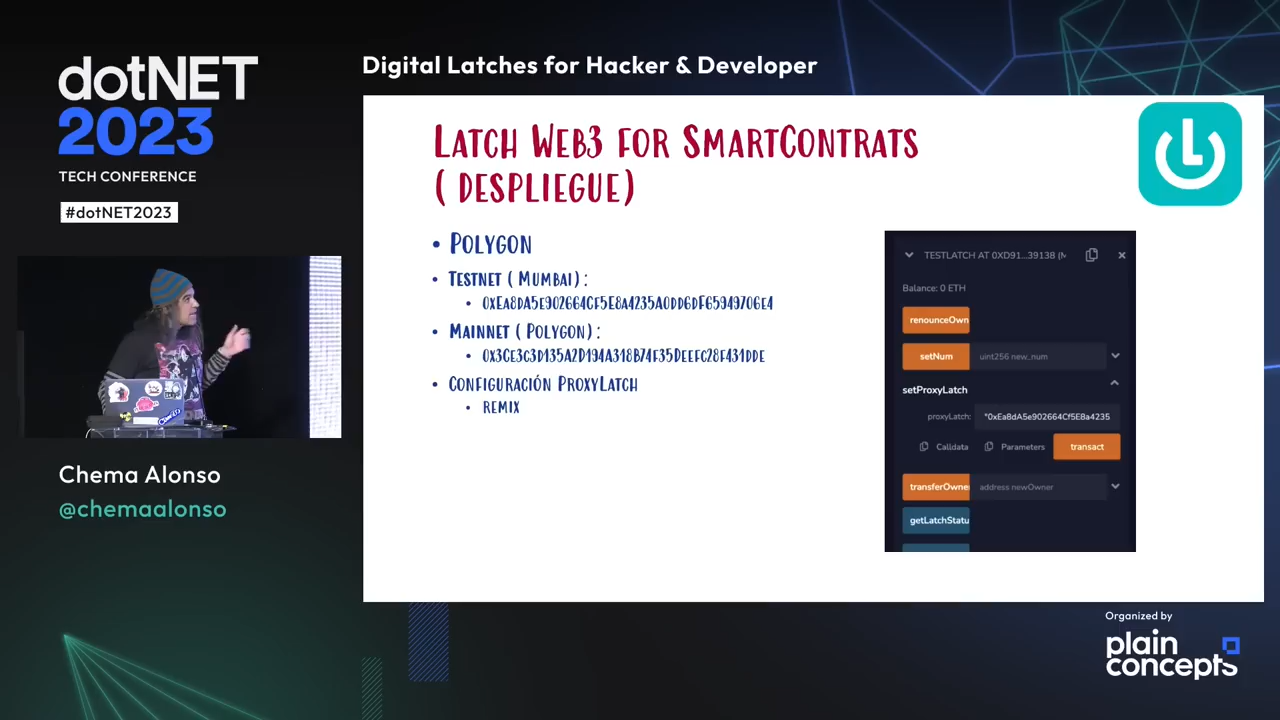 dotNET
2023
TECH CONFERENCE
#dotNET2023
Chema Alonso
@chemaalonso
Digital Latches for Hacker & Developer
LATCH WEB3 FOR SMARTCONTRATS
( DESPLIEGUE)
• POLYGON
• TESTNET ( MUMBAI) :
• 0XEA8DA5E902664CF5E8A4235A0DD6DF65949706E4
• MAINNET ( POLYGON) :
• 0X3CE3C3D135A2D194A318B74F35DEEFC28F431DDE
• CONFIGURACIÓN PROXYLATCH
• REMIX
TESTLATCH AT 0XD91...39138 (M
Balance: 0 ETH
renounceOwn
setNum uint256 new_num
setProxyLatch
proxyLatch: "0xEa8dA5e902664Cf5E8a4235
Calldata Parameters transact
transferOwne address newOwner
getLatchStatu
Organized by
plain
concepts